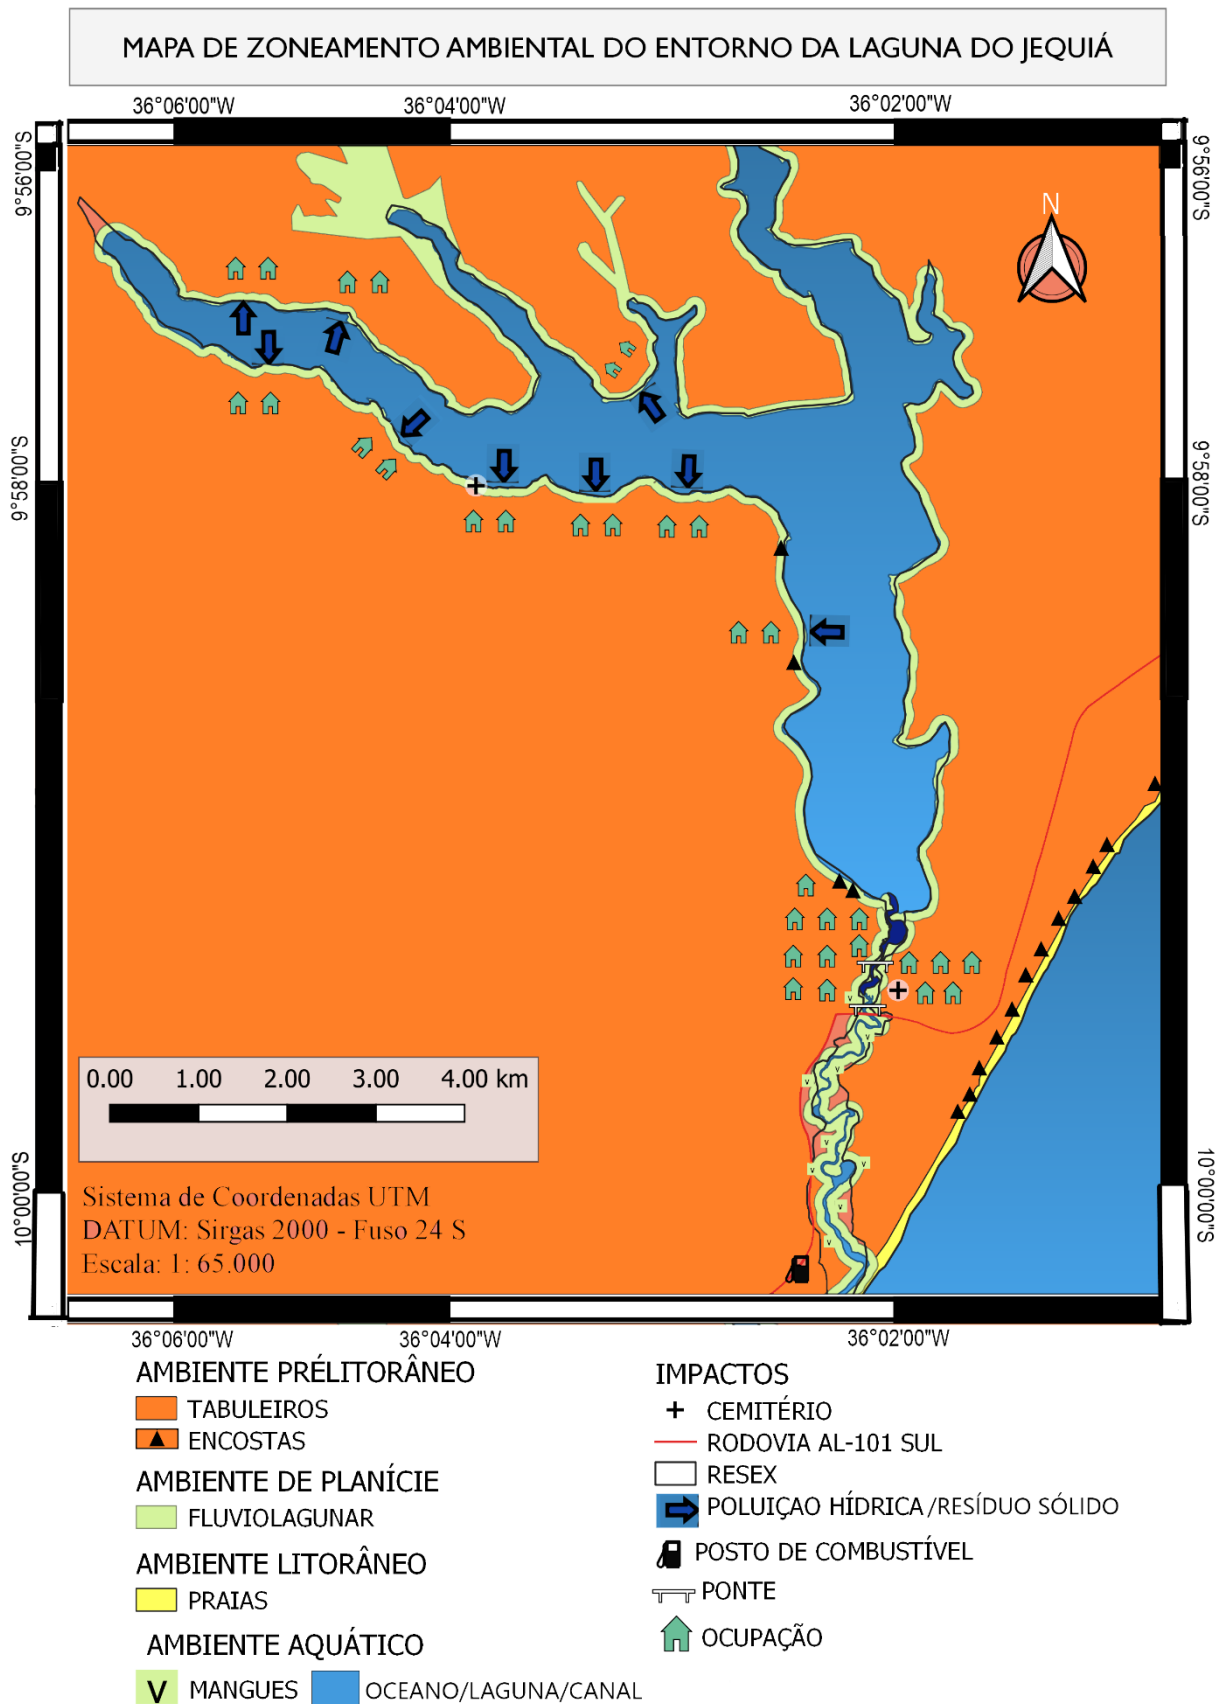 MAPA DE ZONEAMENTO AMBIENTAL DO ENTORNO DA LAGUNA DO JEQUIÁ
36°06'00"W 36°04'00"W 36°02'00"W
9°56'00"S
9°56'00"S
N
9°58'00"S
9°58'00"S
0.00 1.00 2.00 3.00 4.00 km
10°00'00"S
10°00'00"S
Sistema de Coordenadas UTM
DATUM: Sirgas 2000 - Fuso 24 S
Escala: 1: 65.000
36°06'00"W 36°04'00"W 36°02'00"W
AMBIENTE PRÉLITORÂNEO
TABULEIROS
ENCOSTAS
AMBIENTE DE PLANÍCIE
FLUVIOLAGUNAR
AMBIENTE LITORÂNEO
PRAIAS
AMBIENTE AQUÁTICO
V MANGUES OCEANO/LAGUNA/CANAL
IMPACTOS
CEMITÉRIO
RODOVIA AL-101 SUL
RESEX
POLUIÇAO HÍDRICA/RESÍDUO SÓLIDO
POSTO DE COMBUSTÍVEL
PONTE
OCUPAÇÃO